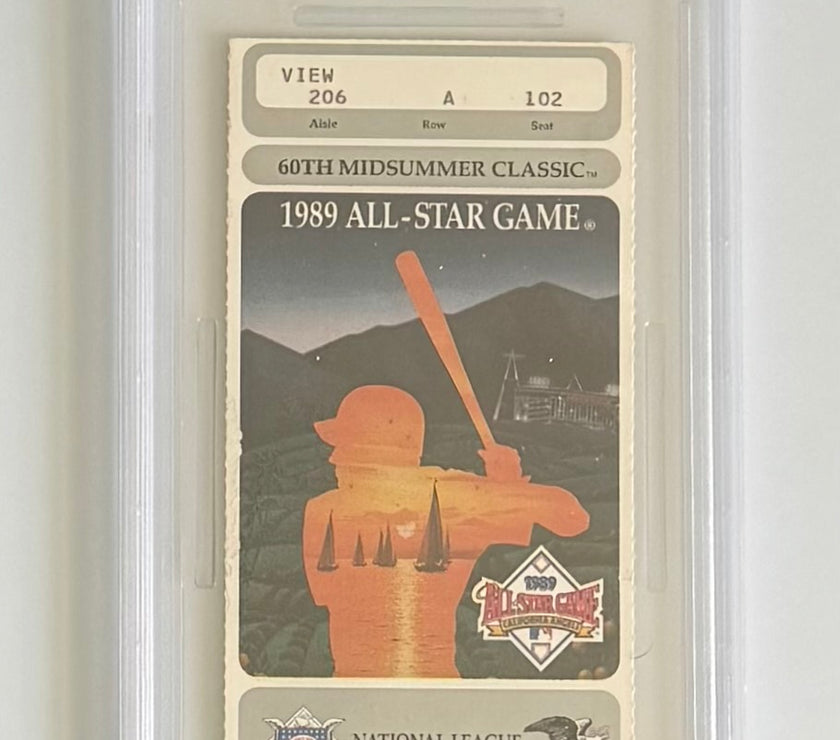 VIEW
206 A 102
Aisle Row Seat
60TH MIDSUMMER CLASSIC™
1989 ALL-STAR GAME®
1989
ALL-STAR GAME
CALIFORNIA ANGELS
NATIONAL LEAGUE